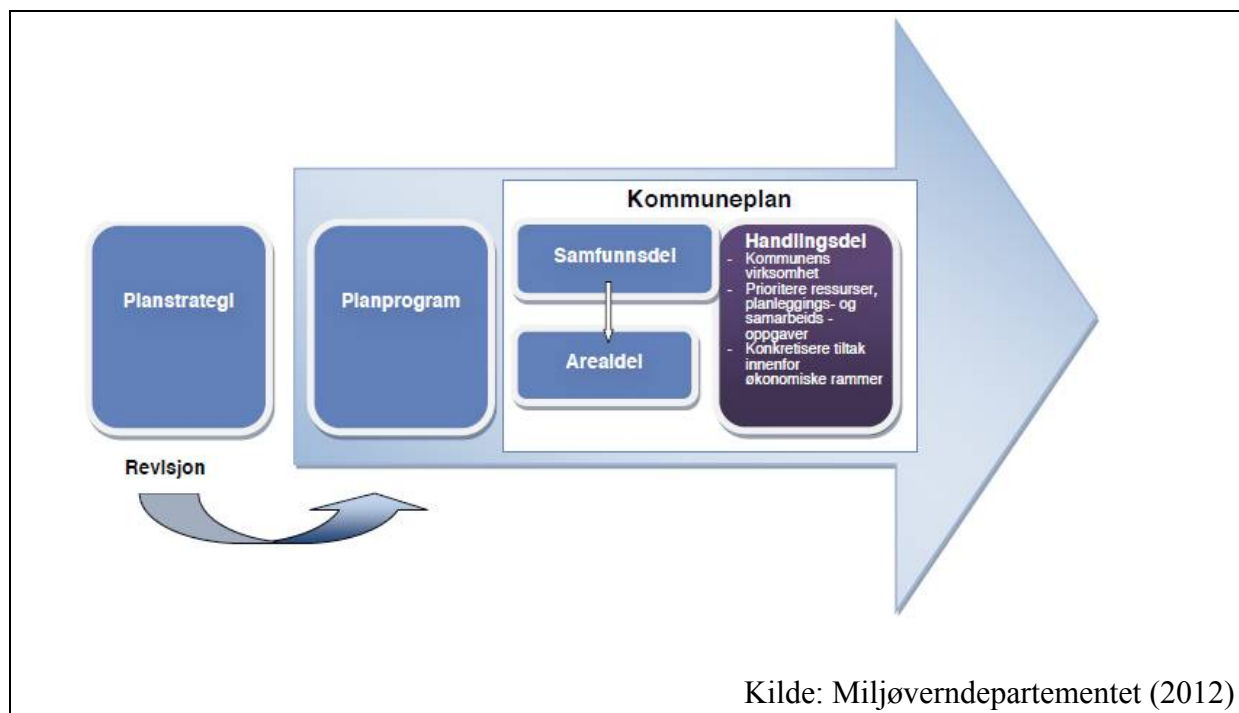 Kommuneplan
Planstrategi
Revisjon
Planprogram
Samfunnsdel
Arealdel
Handlingsdel
- Kommunens
virksomhet
- Prioritere ressurser,
planleggings- og
samarbeids -
oppgaver
- Konkretisere tiltak
innenfor
økonomiske rammer
Kilde: Miljøverndepartementet (2012)